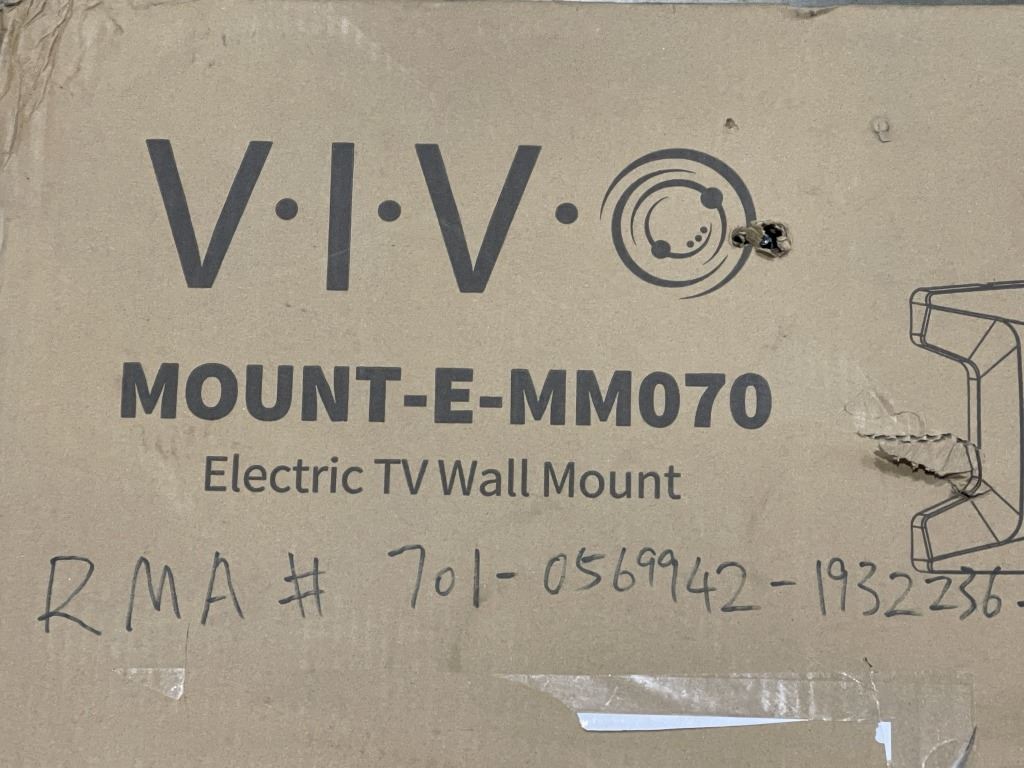 V·I·V·O
MOUNT-E-MM070
Electric TV Wall Mount
RMA # 701-0569942-1932236-